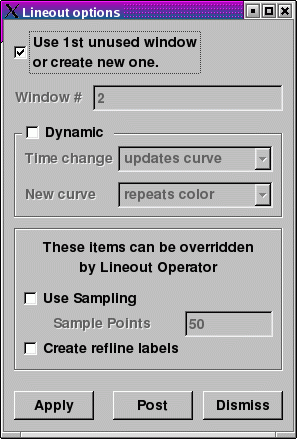 Lineout options
Use 1st unused window
or create new one.
Window # 2
Dynamic
Time change updates curve
New curve repeats color
These items can be overridden
by Lineout Operator
Use Sampling
Sample Points 50
Create refline labels
Apply Post Dismiss